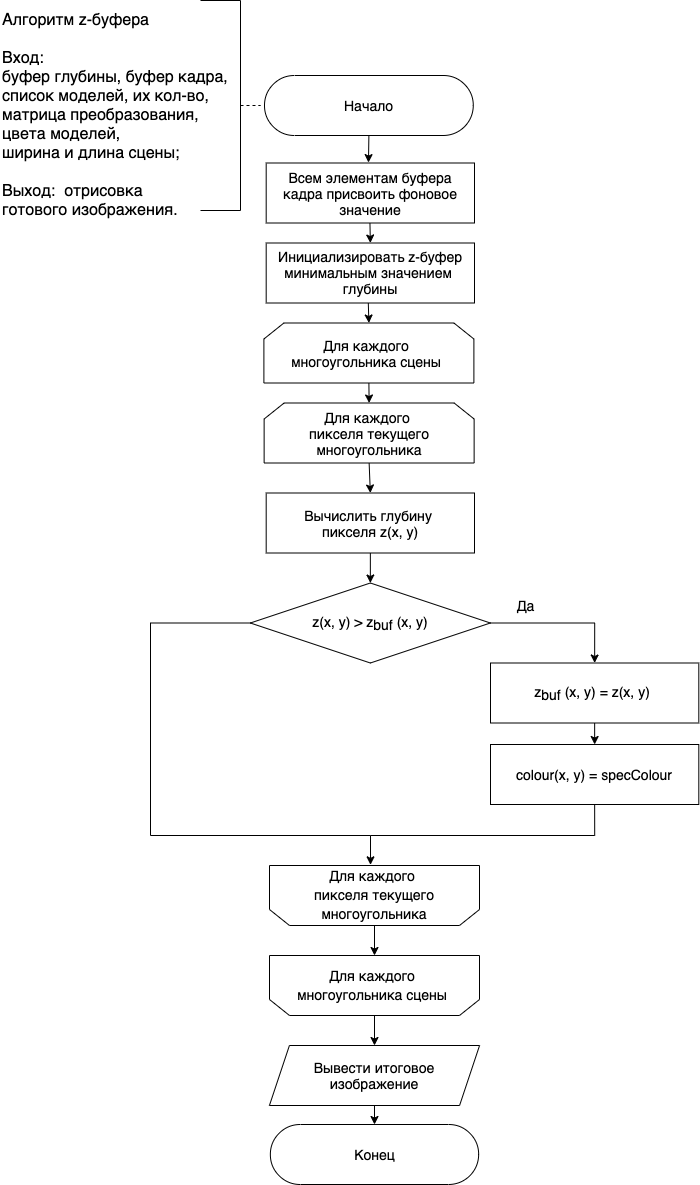 Алгоритм z-буфера
Вход:
буфер глубины, буфер кадра,
список моделей, их кол-во,
матрица преобразования,
цвета моделей,
ширина и длина сцены;
Выход: отрисовка
готового изображения.
Начало
Всем элементам буфера
кадра присвоить фоновое
значение
Инициализировать z-буфер
минимальным значением
глубины
Для каждого
многоугольника сцены
Для каждого
пикселя текущего
многоугольника
Вычислить глубину
пикселя z(x, y)
z(x, y) > zbuf (x, y)
Да
zbuf (x, y) = z(x, y)
colour(x, y) = specColour
Для каждого
пикселя текущего
многоугольника
Для каждого
многоугольника сцены
Вывести итоговое
изображение
Конец